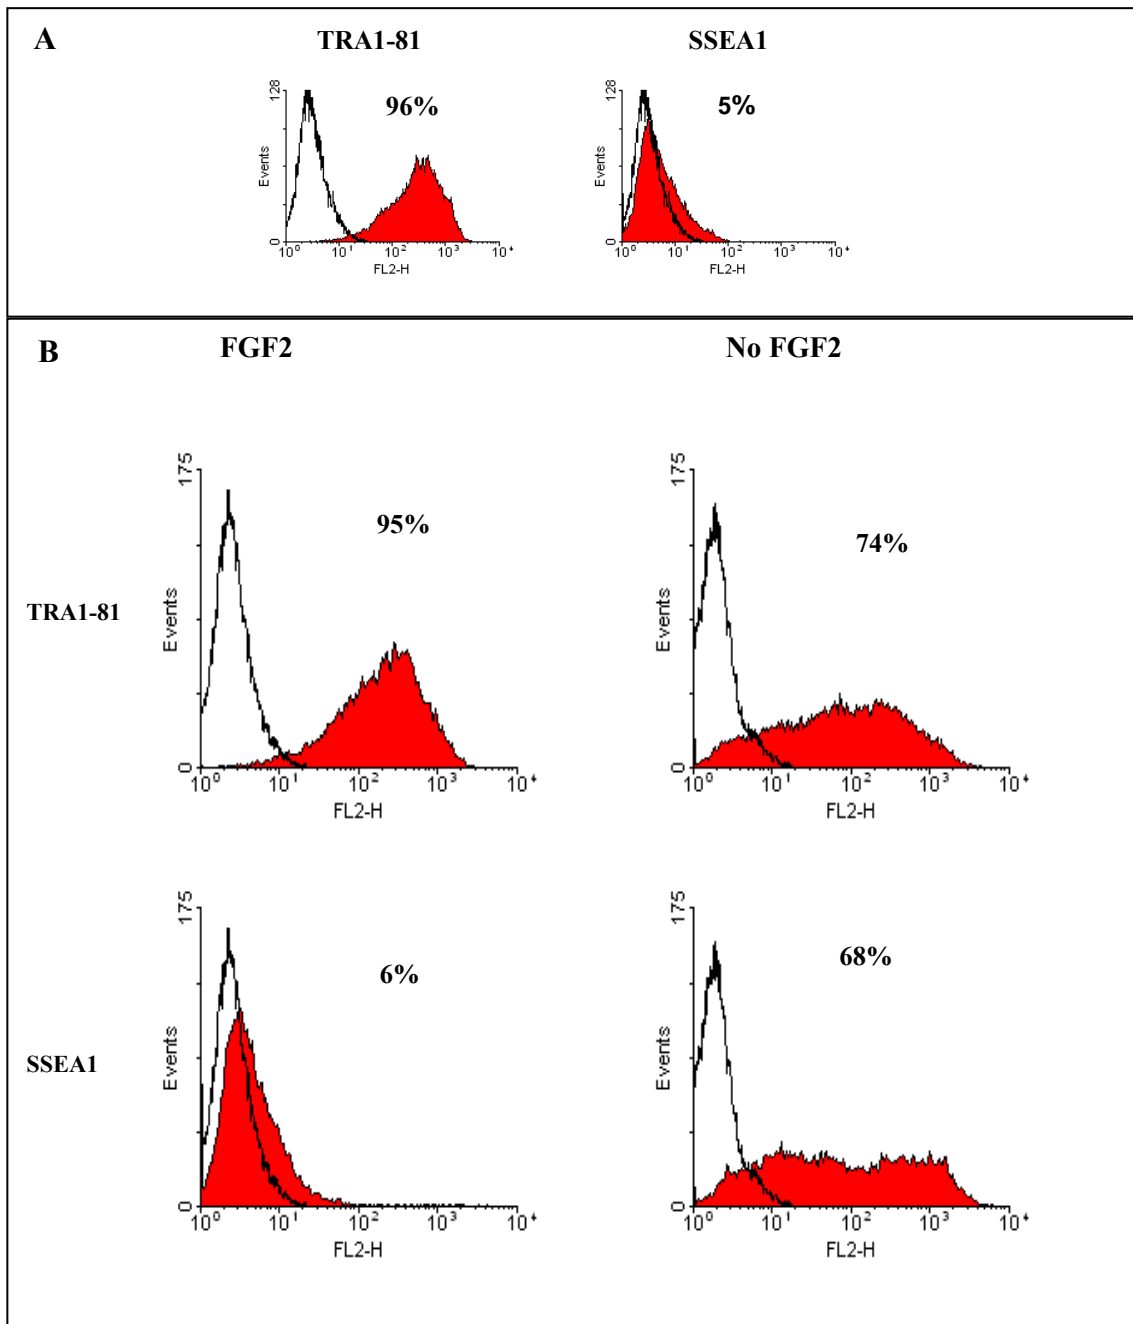 A
TRA1-81
SSEA1
128
Events
0
96%
10⁰ 10¹ 10² 10³ 10⁴
FL2-H
128
Events
0
5%
10⁰ 10¹ 10² 10³ 10⁴
FL2-H
B
FGF2
No FGF2
TRA1-81
175
Events
0
95%
10⁰ 10¹ 10² 10³ 10⁴
FL2-H
175
Events
0
74%
10⁰ 10¹ 10² 10³ 10⁴
FL2-H
SSEA1
175
Events
0
6%
10⁰ 10¹ 10² 10³ 10⁴
FL2-H
175
Events
0
68%
10⁰ 10¹ 10² 10³ 10⁴
FL2-H